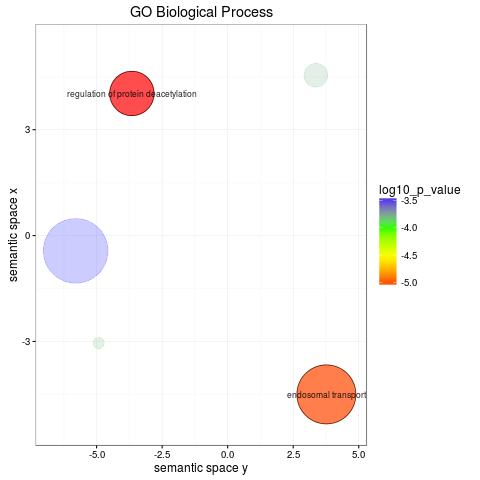 GO Biological Process
regulation of protein deacetylation
endosomal transport
3
0
-3
semantic space x
-5.0
-2.5
0.0
2.5
5.0
semantic space y
log10_p_value
-3.5
-4.0
-4.5
-5.0